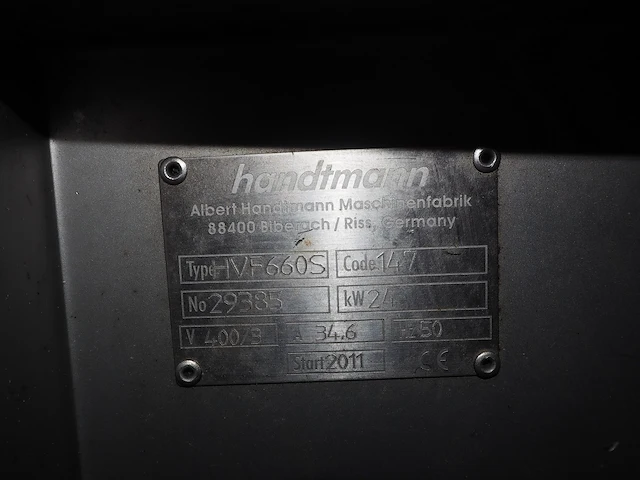 handtmann
Albert Handtmann Maschinenfabrik
88400 Biberach / Riss, Germany
Type HVF660S Code 147
No 29385 kW 24
V 400/3 A 34.6 Hz 50
Start 2011 CE